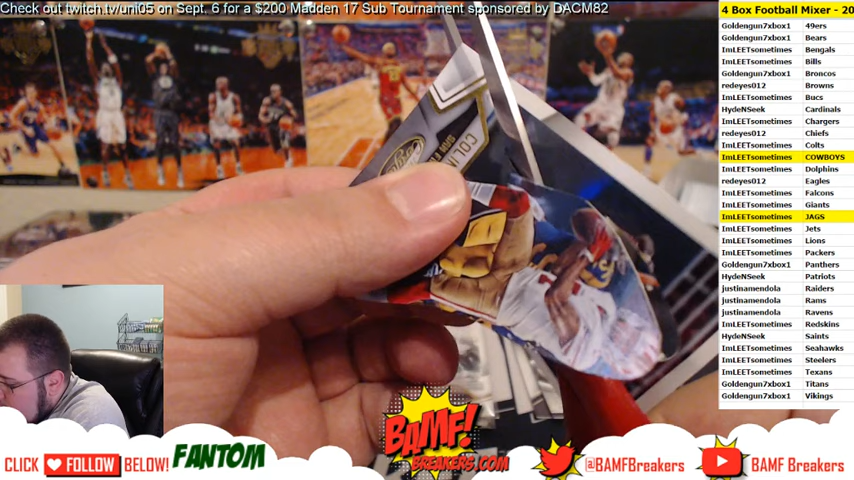 Check out twitch.tv/uni05 on Sept. 6 for a $200 Madden 17 Sub Tournament sponsored by DACM82
4 Box Football Mixer - 20
Goldengun7xbox1 49ers
Goldengun7xbox1 Bears
ImLEETsometimes Bengals
ImLEETsometimes Bills
Goldengun7xbox1 Broncos
redeyes012 Browns
ImLEETsometimes Bucs
HydeNSeek Cardinals
ImLEETsometimes Chargers
redeyes012 Chiefs
ImLEETsometimes Colts
ImLEETsometimes COWBOYS
ImLEETsometimes Dolphins
redeyes012 Eagles
ImLEETsometimes Falcons
ImLEETsometimes Giants
ImLEETsometimes JAGS
ImLEETsometimes Jets
ImLEETsometimes Lions
ImLEETsometimes Packers
Goldengun7xbox1 Panthers
HydeNSeek Patriots
justinamendola Raiders
justinamendola Rams
justinamendola Ravens
ImLEETsometimes Redskins
HydeNSeek Saints
ImLEETsometimes Seahawks
ImLEETsometimes Steelers
ImLEETsometimes Texans
Goldengun7xbox1 Titans
Goldengun7xbox1 Vikings
COLLI
CLICK FOLLOW BELOW!
FANTOM
BAMF!
BREAKERS.COM
@BAMFBreakers
BAMF Breakers